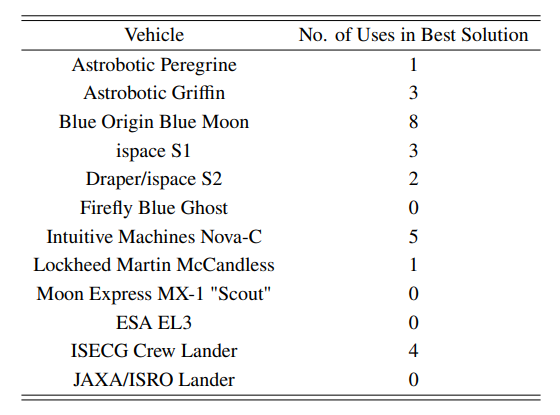 Vehicle No. of Uses in Best Solution
Astrobotic Peregrine 1
Astrobotic Griffin 3
Blue Origin Blue Moon 8
ispace S1 3
Draper/ispace S2 2
Firefly Blue Ghost 0
Intuitive Machines Nova-C 5
Lockheed Martin McCandless 1
Moon Express MX-1 "Scout" 0
ESA EL3 0
ISECG Crew Lander 4
JAXA/ISRO Lander 0